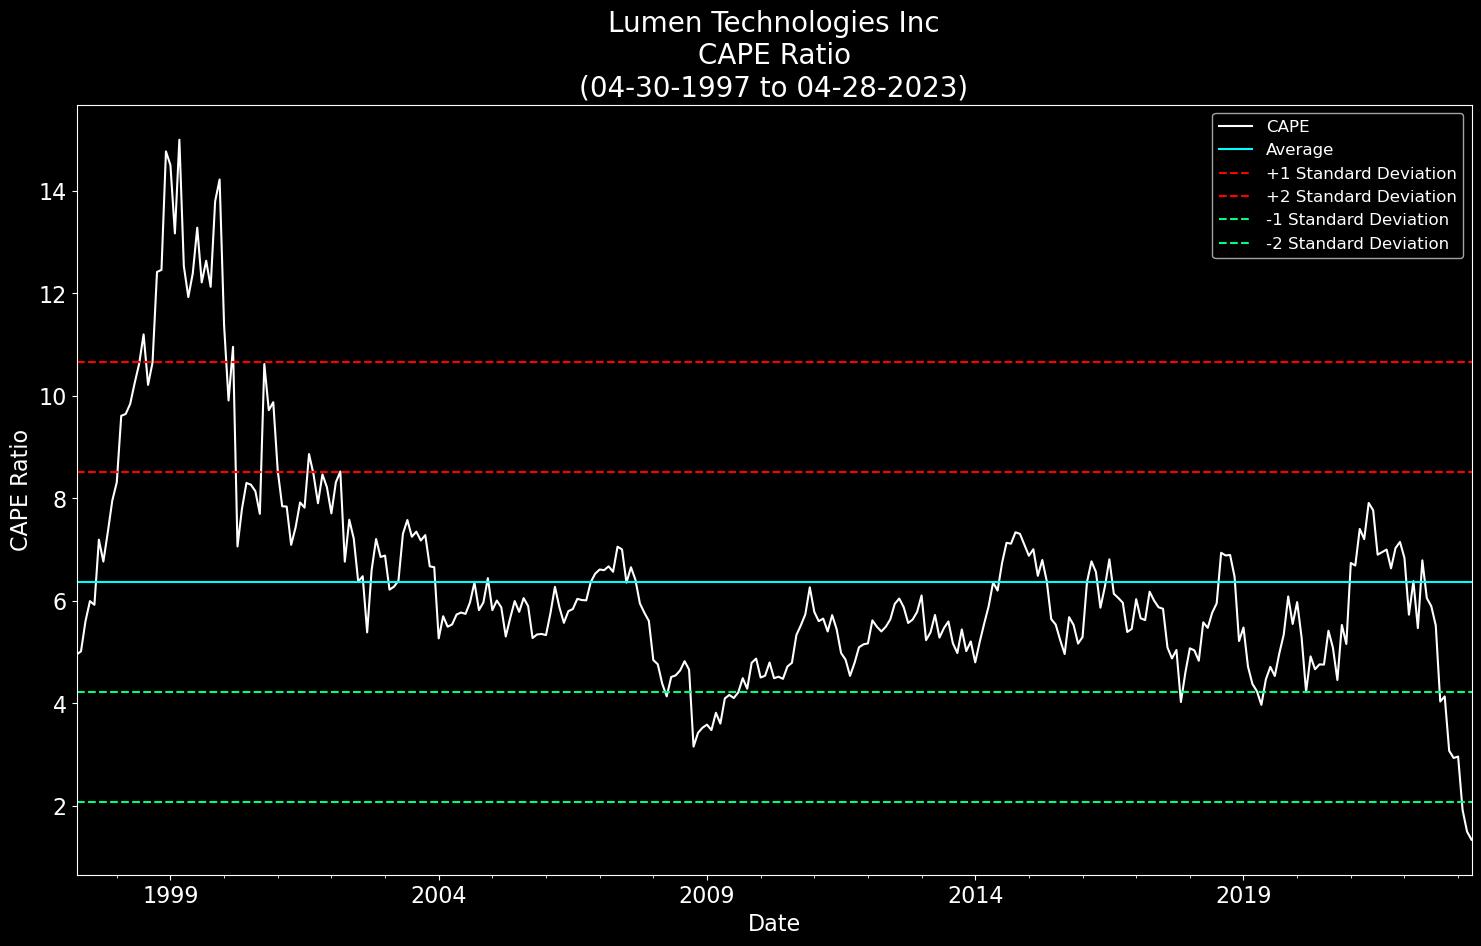 Lumen Technologies Inc
CAPE Ratio
(04-30-1997 to 04-28-2023)
CAPE
Average
+1 Standard Deviation
+2 Standard Deviation
-1 Standard Deviation
-2 Standard Deviation
14
12
10
8
6
4
2
CAPE Ratio
1999 2004 2009 2014 2019
Date